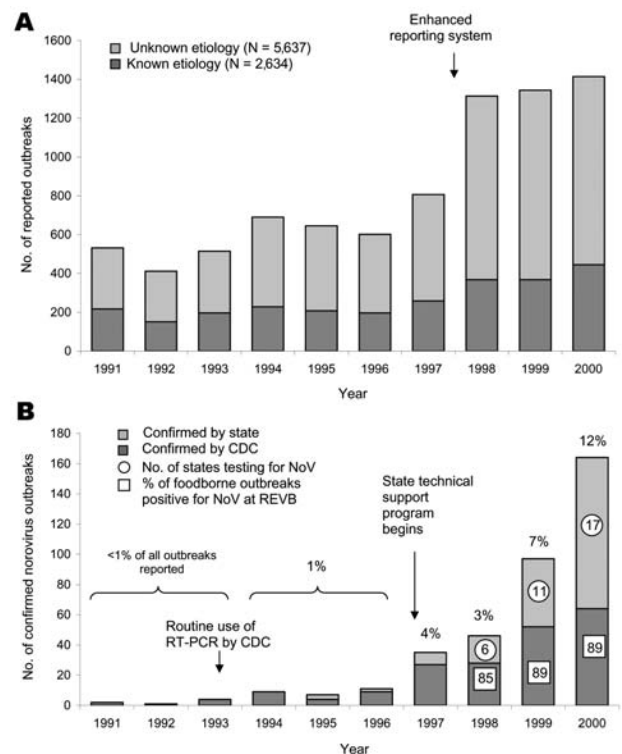 A
Enhanced
reporting system
Unknown etiology (N = 5,637)
Known etiology (N = 2,634)
1600
1400
1200
1000
800
600
400
200
0
No. of reported outbreaks
1991 1992 1993 1994 1995 1996 1997 1998 1999 2000
Year
B
Confirmed by state
Confirmed by CDC
No. of states testing for NoV
% of foodborne outbreaks
positive for NoV at REVB
State technical
support
program
begins
<1% of all outbreaks
reported
1%
Routine use of
RT-PCR by CDC
4%
3%
7%
12%
6
11
17
85
89
89
180
160
140
120
100
80
60
40
20
0
No. of confirmed norovirus outbreaks
1991 1992 1993 1994 1995 1996 1997 1998 1999 2000
Year